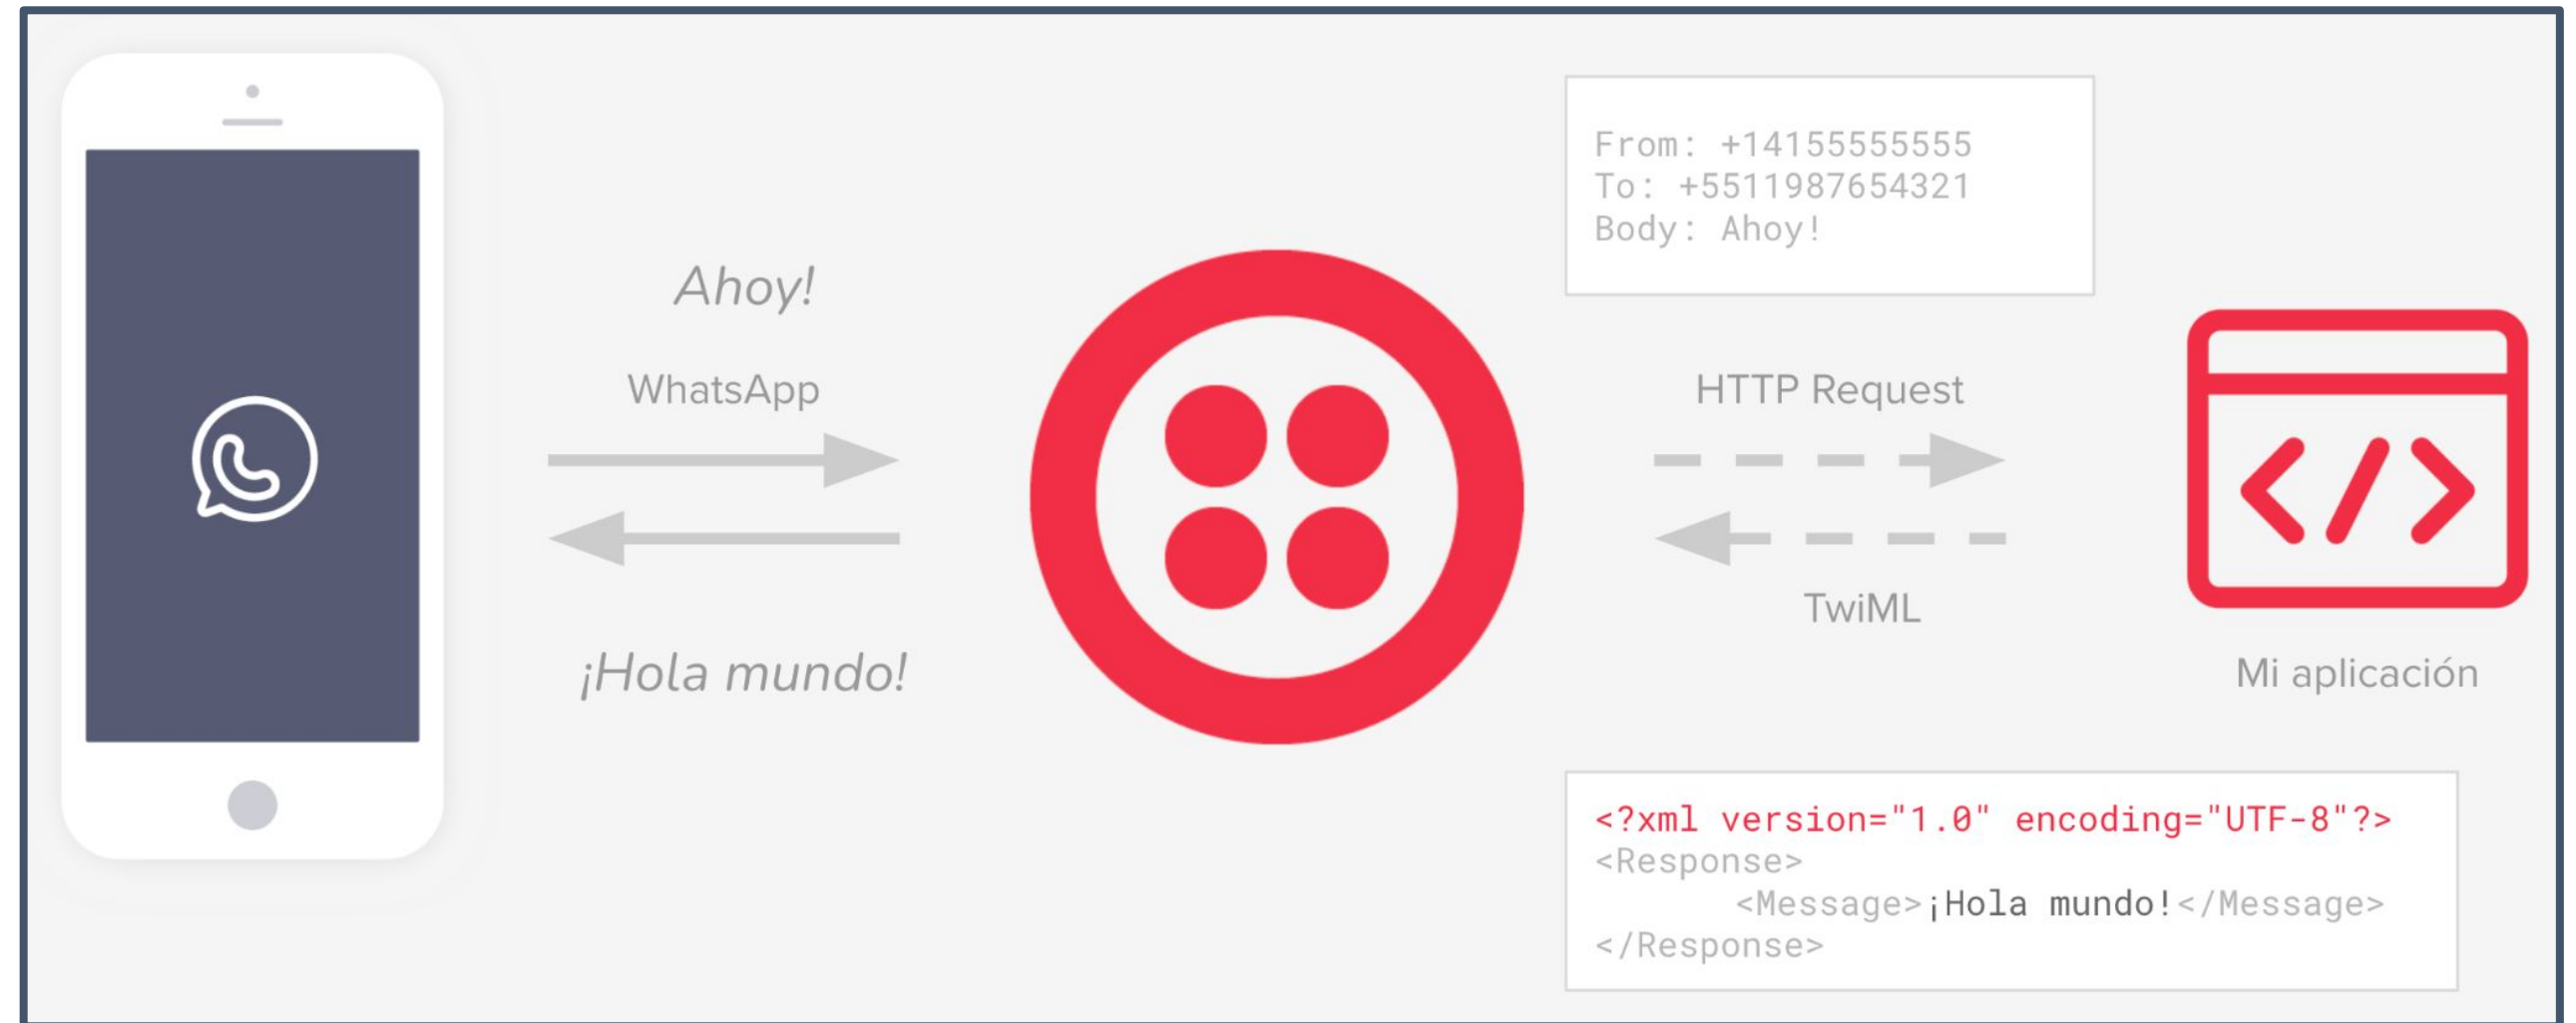 Ahoy!
WhatsApp
¡Hola mundo!
From: +14155555555
To: +5511987654321
Body: Ahoy!
HTTP Request
TwiML
</>
Mi aplicación
<?xml version="1.0" encoding="UTF-8"?>
<Response>
<Message>¡Hola mundo!</Message>
</Response>